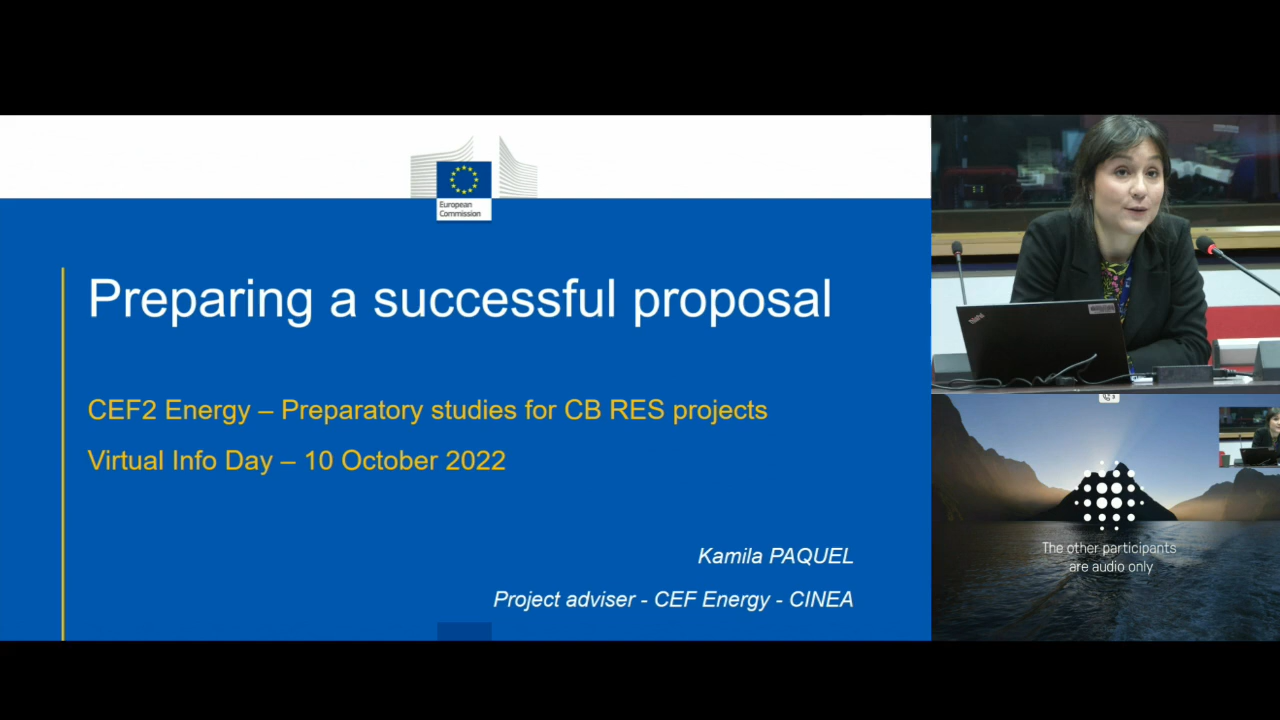 European
Commission
Preparing a successful proposal
CEF2 Energy – Preparatory studies for CB RES projects
Virtual Info Day – 10 October 2022
Kamila PAQUEL
Project adviser - CEF Energy - CINEA
ThinkPad
The other participants
are audio only